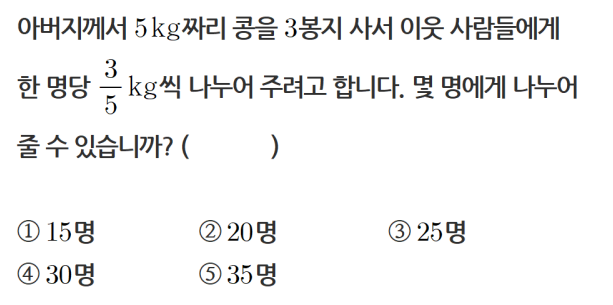 아버지께서 5 kg짜리 콩을 3봉지 사서 이웃 사람들에게
한 명당 3/5 kg씩 나누어 주려고 합니다. 몇 명에게 나누어
줄 수 있습니까? (        )
① 15명 ② 20명 ③ 25명
④ 30명 ⑤ 35명